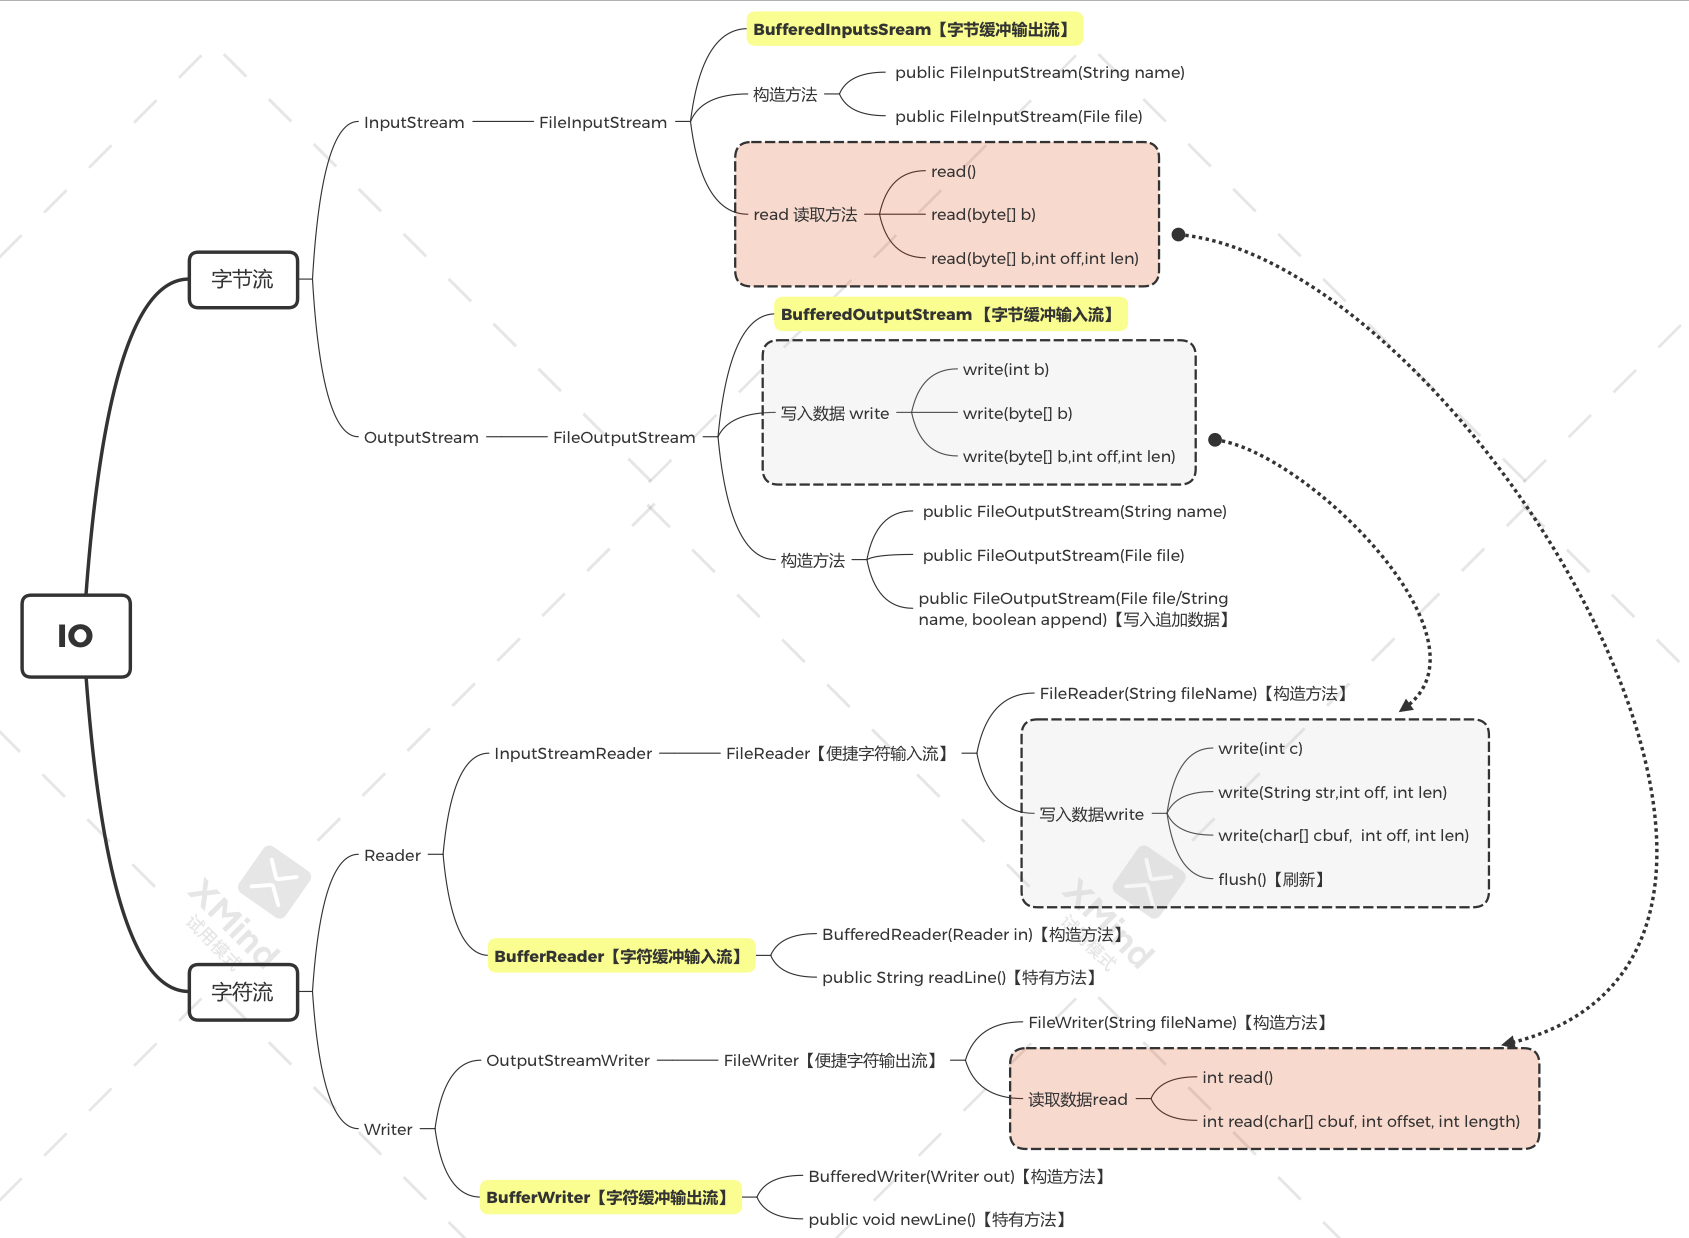 IO
字节流
InputStream
FileInputStream
BufferedInputsSream【字节缓冲输出流】
构造方法
public FileInputStream(String name)
public FileInputStream(File file)
read 读取方法
read()
read(byte[] b)
read(byte[] b,int off,int len)
OutputStream
FileOutputStream
BufferedOutputStream 【字节缓冲输入流】
写入数据 write
write(int b)
write(byte[] b)
write(byte[] b,int off,int len)
构造方法
public FileOutputStream(String name)
public FileOutputStream(File file)
public FileOutputStream(File file/String
name, boolean append)【写入追加数据】
字符流
Reader
InputStreamReader
FileReader【便捷字符输入流】
FileReader(String fileName)【构造方法】
写入数据write
write(int c)
write(String str,int off, int len)
write(char[] cbuf,  int off, int len)
flush()【刷新】
BufferReader【字符缓冲输入流】
BufferedReader(Reader in)【构造方法】
public String readLine()【特有方法】
Writer
OutputStreamWriter
FileWriter【便捷字符输出流】
FileWriter(String fileName)【构造方法】
读取数据read
int read()
int read(char[] cbuf, int offset, int length)
BufferWriter【字符缓冲输出流】
BufferedWriter(Writer out)【构造方法】
public void newLine()【特有方法】
XMind
试用模式
XMind
试用模式